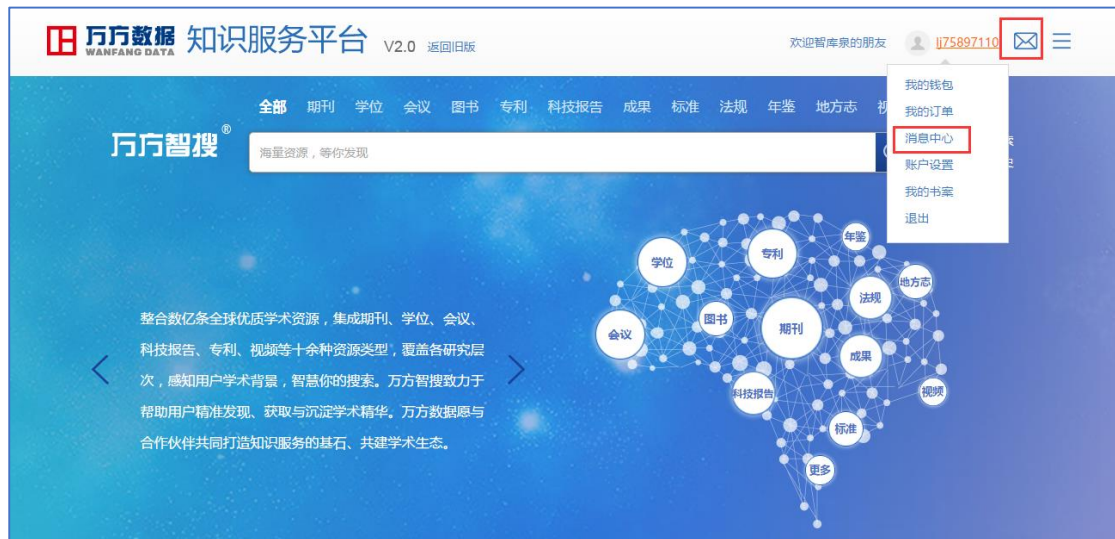 万方数据 知识服务平台 V2.0 返回旧版 欢迎智库泉的朋友 lj75897110
WANFANG DATA
我的钱包
我的订单
消息中心
账户设置
我的书案
退出
全部 期刊 学位 会议 图书 专利 科技报告 成果 标准 法规 年鉴 地方志
万方智搜®
海量资源，等你发现
年鉴
专利
学位
地方志
法规
图书
期刊
会议
成果
科技报告
视频
标准
更多
整合数亿条全球优质学术资源，集成期刊、学位、会议、
科技报告、专利、视频等十余种资源类型，覆盖各研究层
次，感知用户学术背景，智慧你的搜索。万方智搜致力于
帮助用户精准发现、获取与沉淀学术精华。万方数据愿与
合作伙伴共同打造知识服务的基石、共建学术生态。